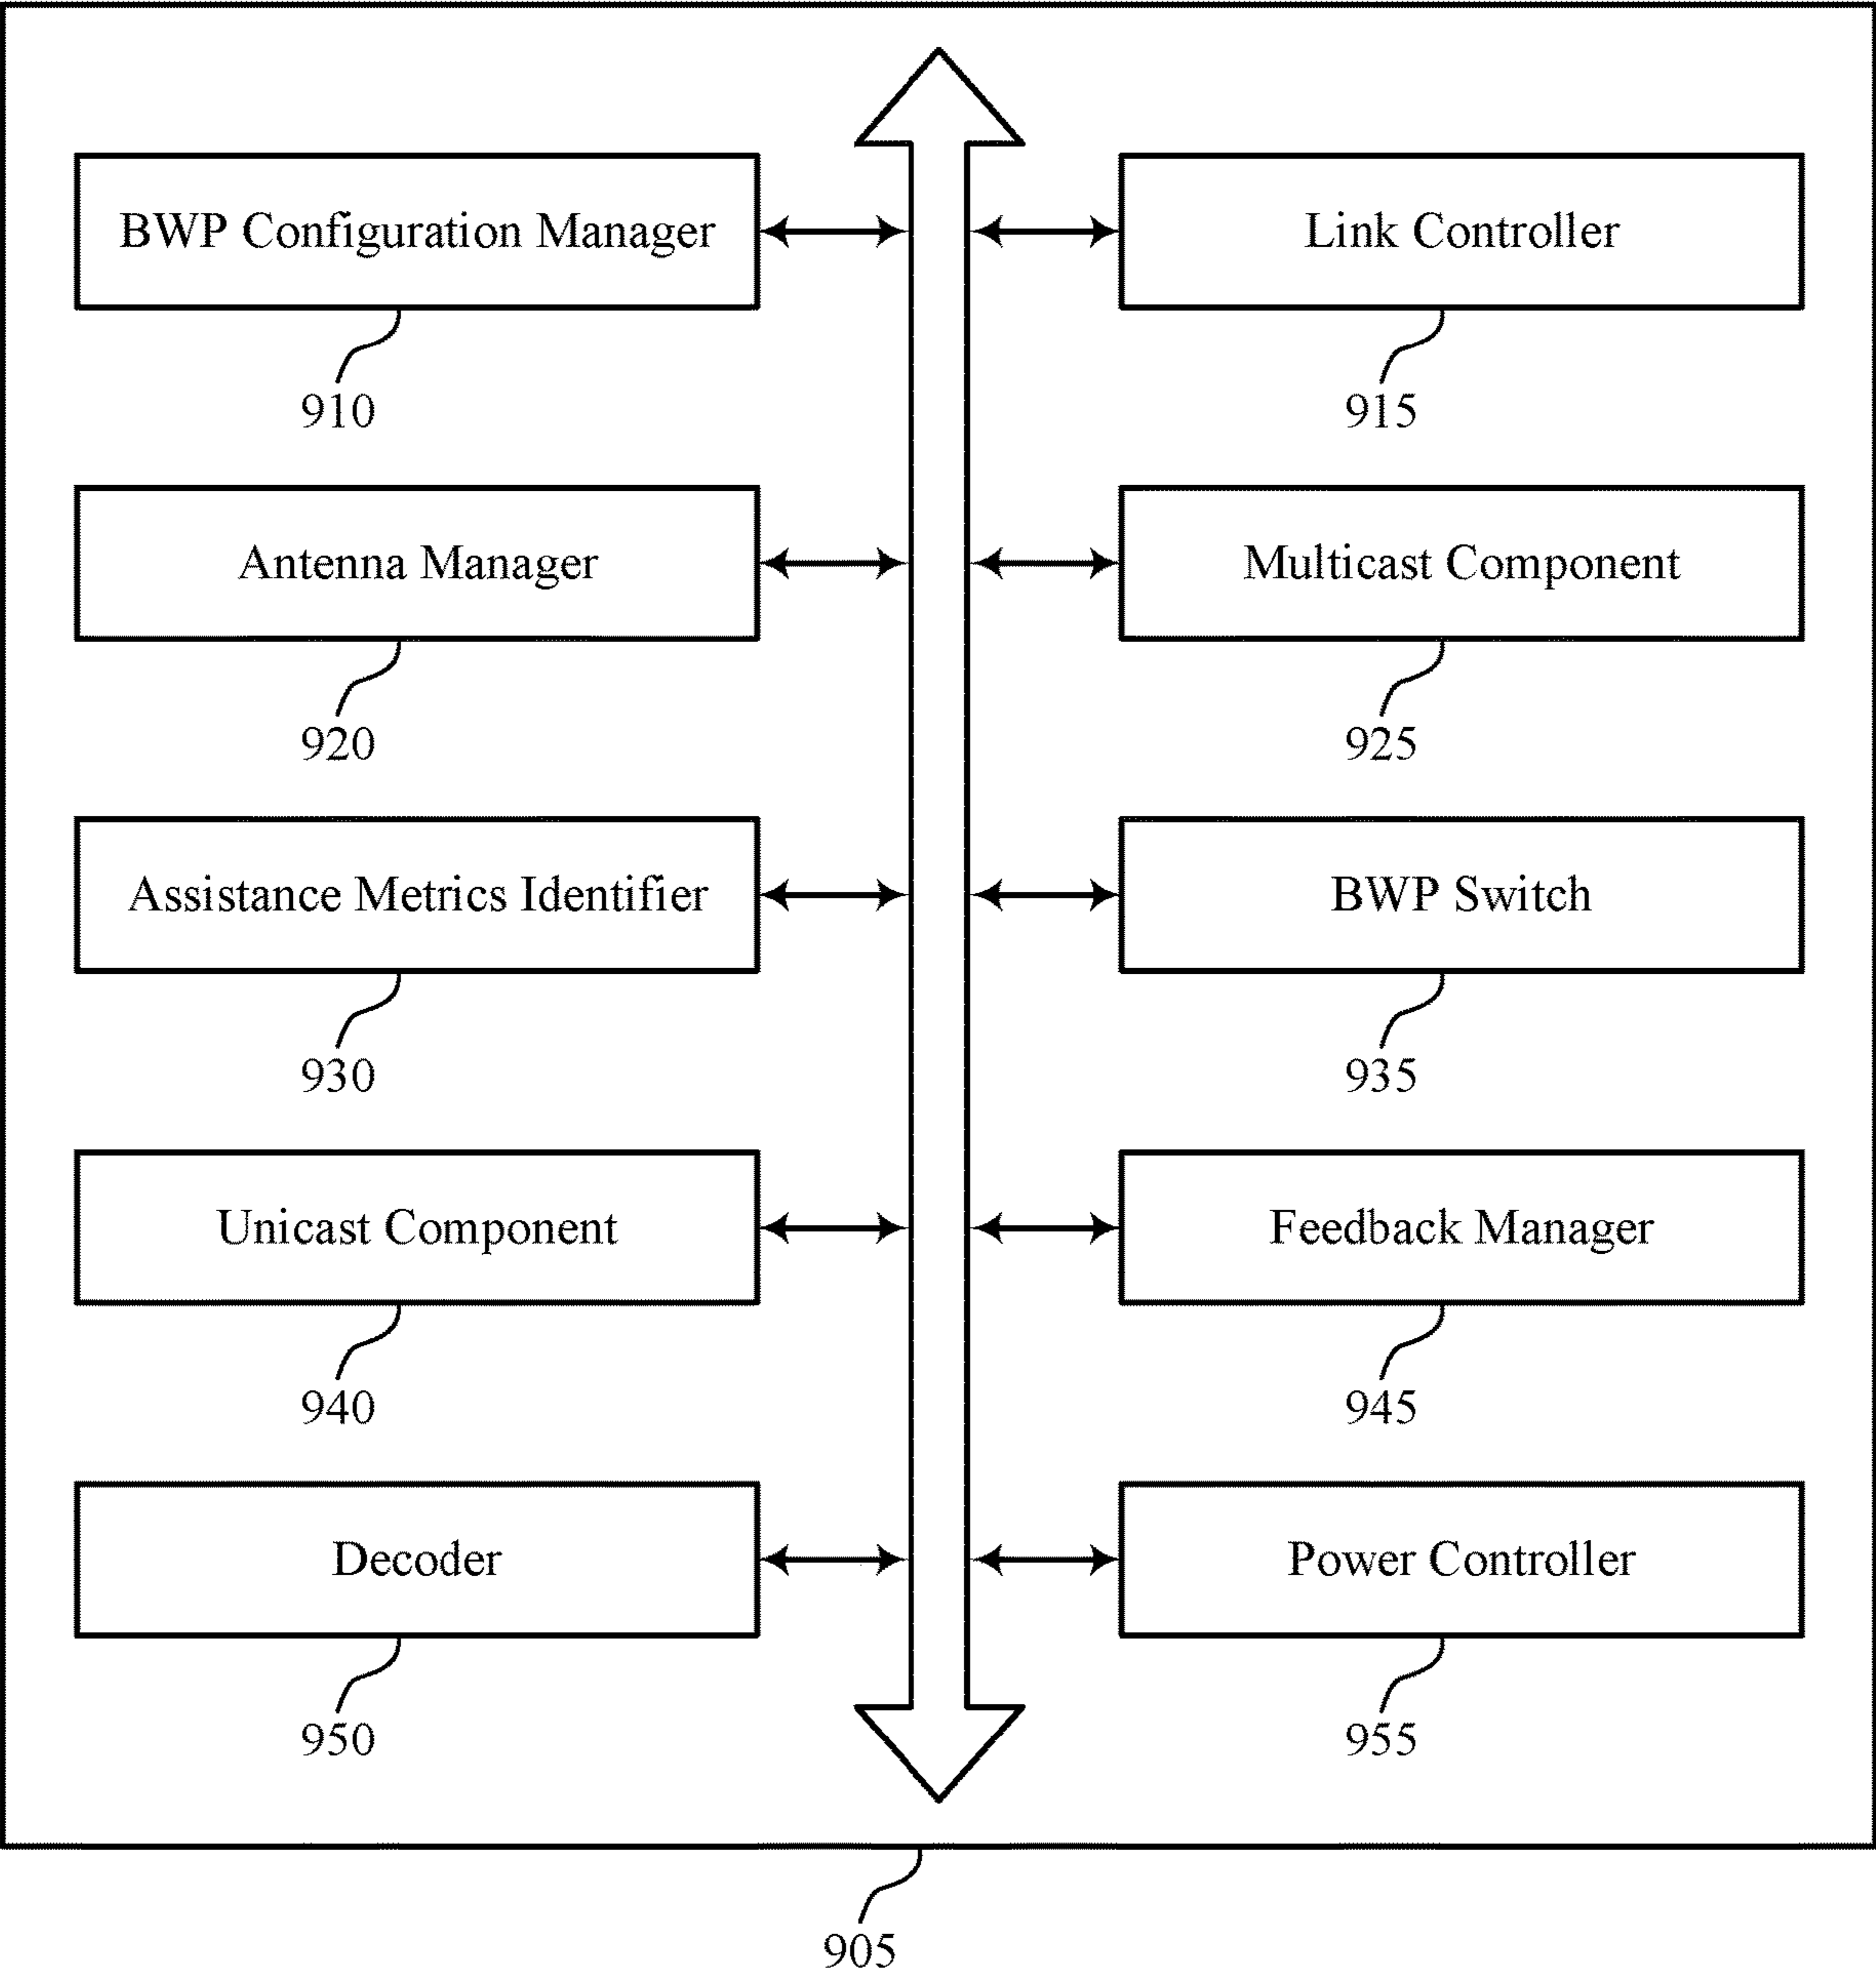 BWP Configuration Manager
Link Controller
910
915
Antenna Manager
Multicast Component
920
925
Assistance Metrics Identifier
BWP Switch
930
935
Unicast Component
Feedback Manager
940
945
Decoder
Power Controller
950
955
905